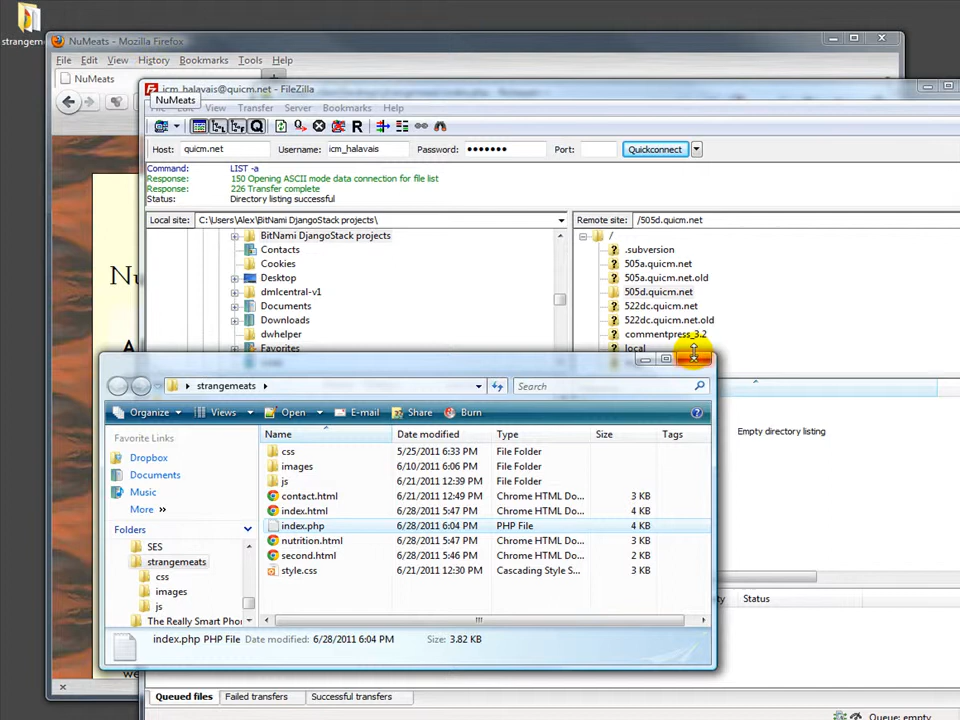 strangem
NuMeats - Mozilla Firefox
File Edit View History Bookmarks Tools Help
NuMeats
icm_halavais@quicm.net - FileZilla
NuMeats
View Transfer Server Bookmarks Help
Host: quicm.net Username: icm_halavais Password: ••••••• Port: Quickconnect
Command: LIST -a
Response: 150 Opening ASCII mode data connection for file list
Response: 226 Transfer complete
Status: Directory listing successful
Local site: C:\Users\Alex\BitNami DjangoStack projects\
Remote site: /505d.quicm.net
BitNami DjangoStack projects
Contacts
Cookies
Desktop
dmlcentral-v1
Documents
Downloads
dwhelper
Favorites
/
.subversion
505a.quicm.net
505a.quicm.net.old
505d.quicm.net
522dc.quicm.net
522dc.quicm.net.old
commentpress_3.2
local
Nu
A
we
strangemeats
Search
Organize Views Open E-mail Share Burn
Favorite Links
Dropbox
Documents
Music
More »
Folders
SES
strangemeats
css
images
js
The Really Smart Pho
Name Date modified Type Size Tags
css 5/25/2011 6:33 PM File Folder
images 6/10/2011 6:06 PM File Folder
js 6/21/2011 12:39 PM File Folder
contact.html 6/21/2011 12:49 PM Chrome HTML Do... 3 KB
index.html 6/28/2011 5:47 PM Chrome HTML Do... 4 KB
index.php 6/28/2011 6:04 PM PHP File 4 KB
nutrition.html 6/28/2011 5:47 PM Chrome HTML Do... 3 KB
second.html 6/28/2011 5:46 PM Chrome HTML Do... 2 KB
style.css 6/21/2011 12:30 PM Cascading Style S... 3 KB
index.php PHP File Date modified: 6/28/2011 6:04 PM Size: 3.82 KB
Empty directory listing
Status
Queued files Failed transfers Successful transfers
Queue: empty